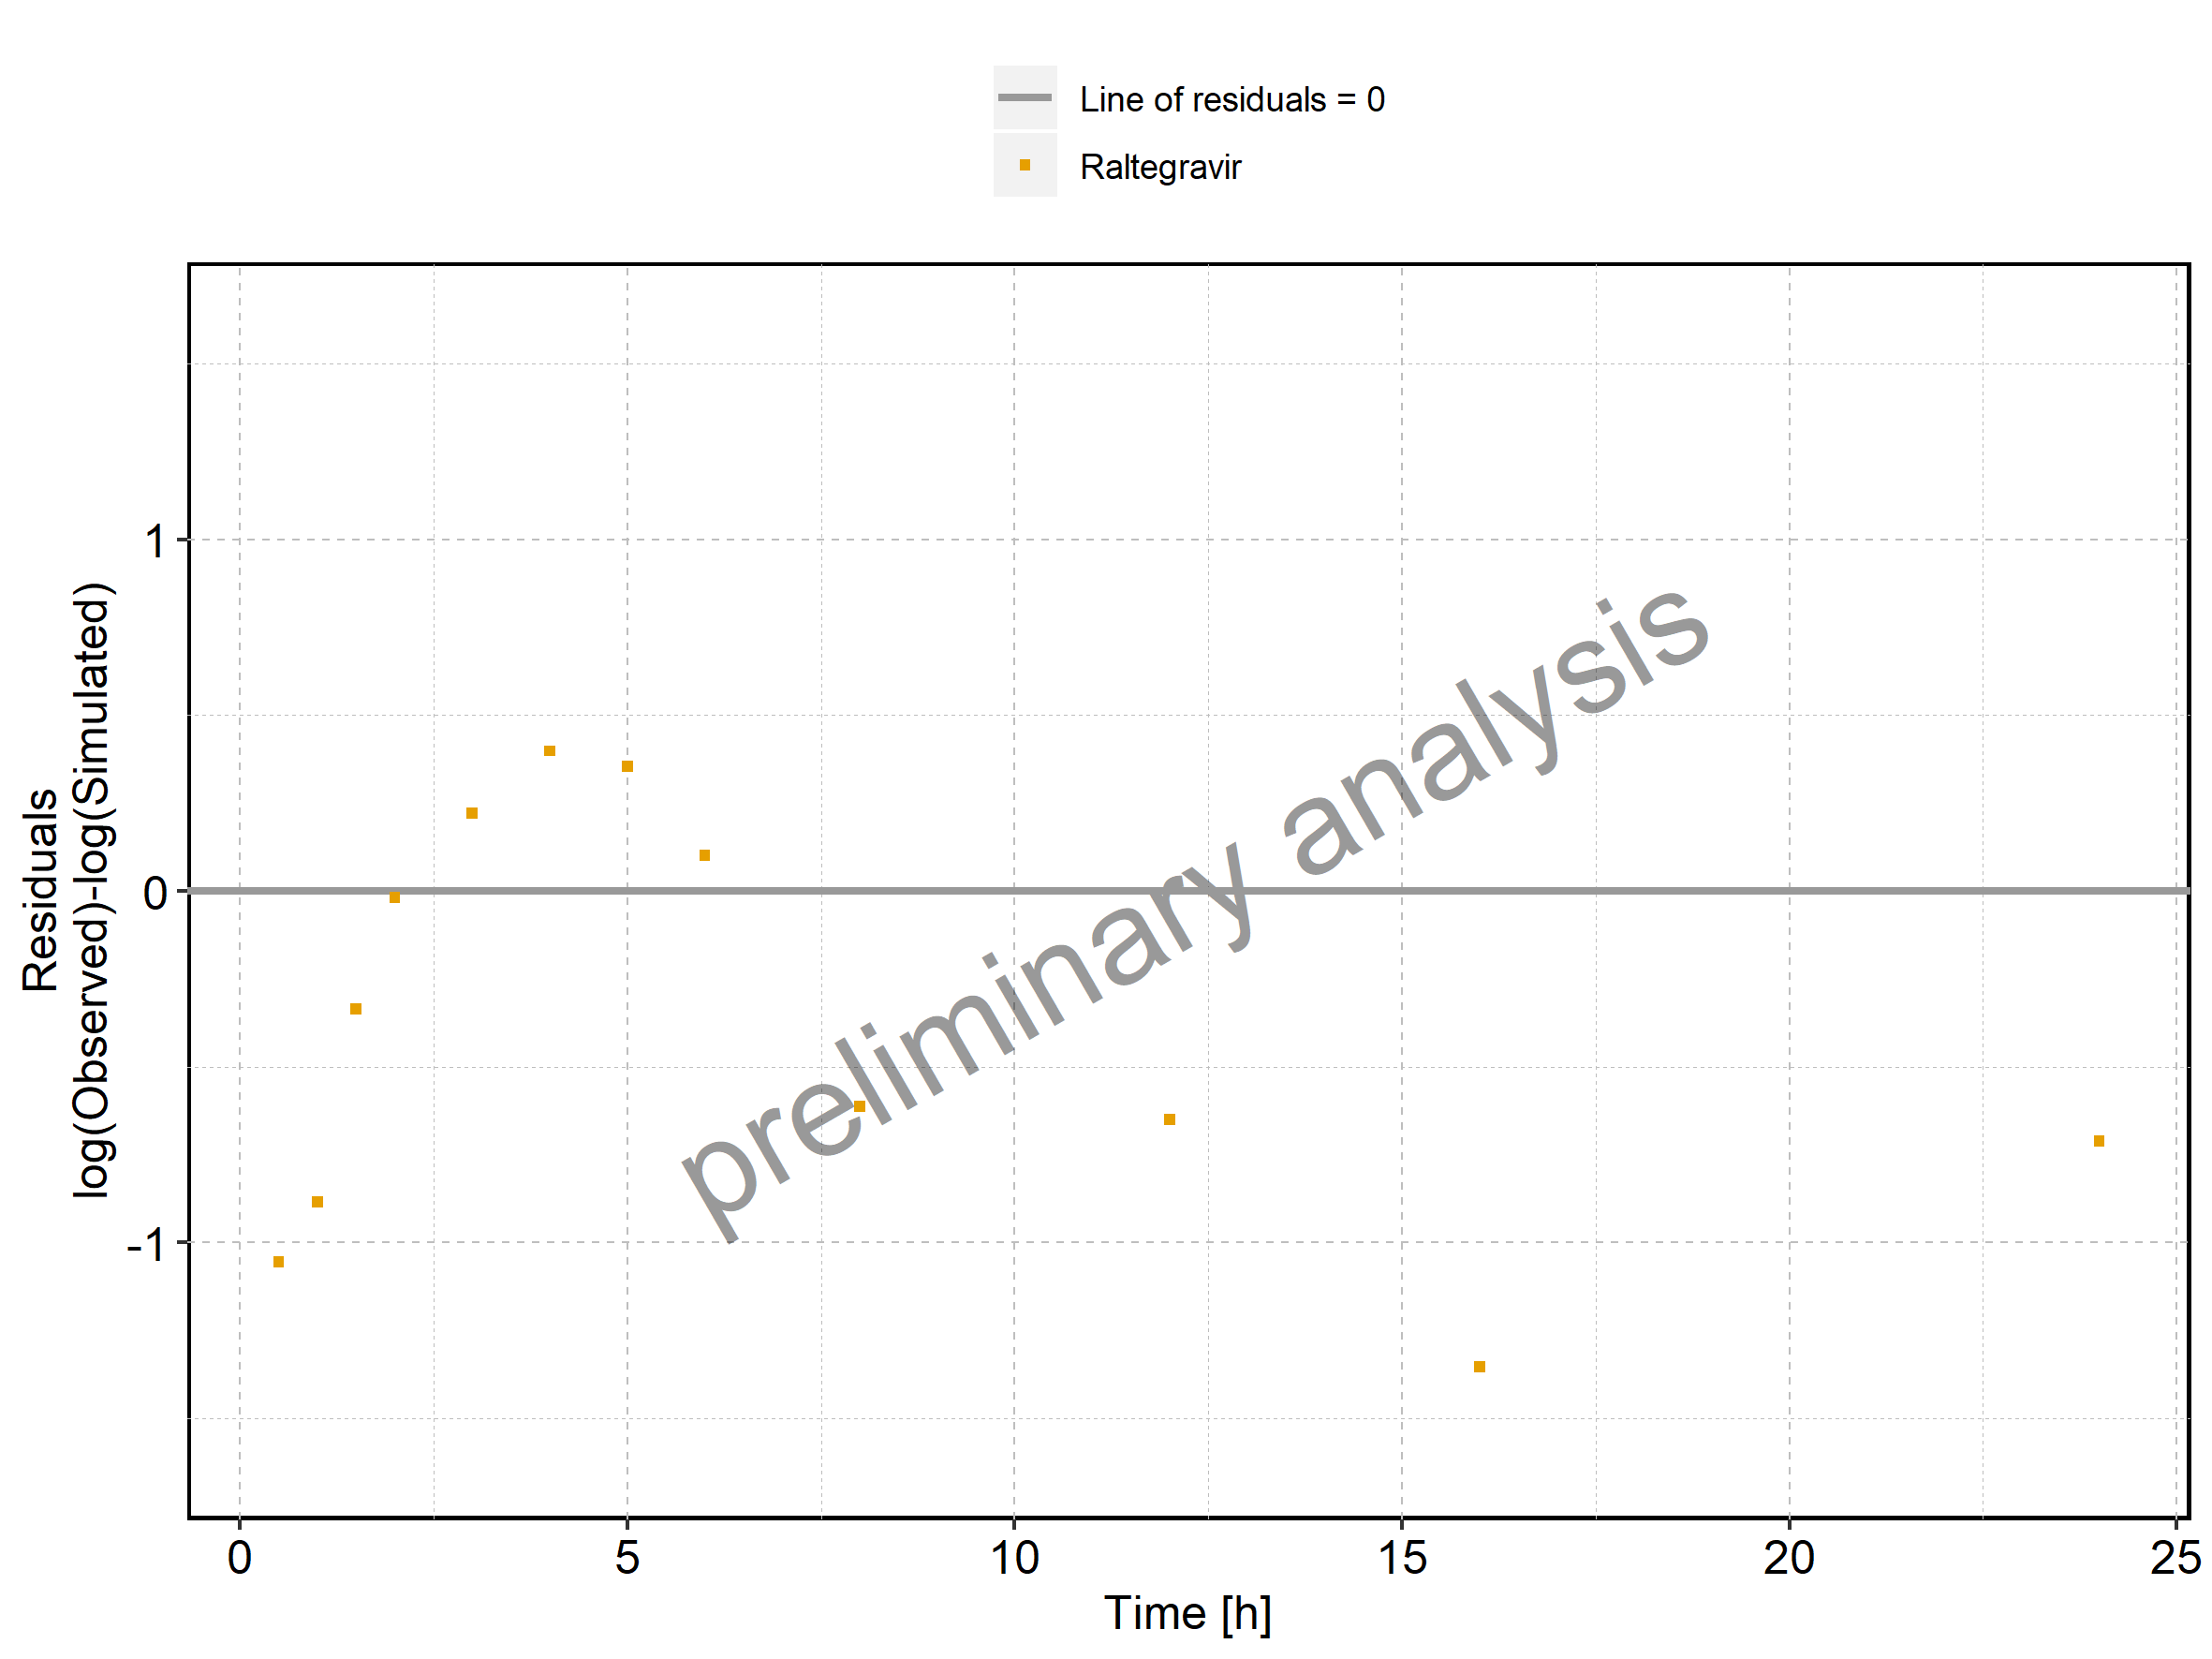 Line of residuals = 0
Raltegravir
Residuals
log(Observed)-log(Simulated)
1
0
-1
preliminary analysis
0 5 10 15 20 25
Time [h]